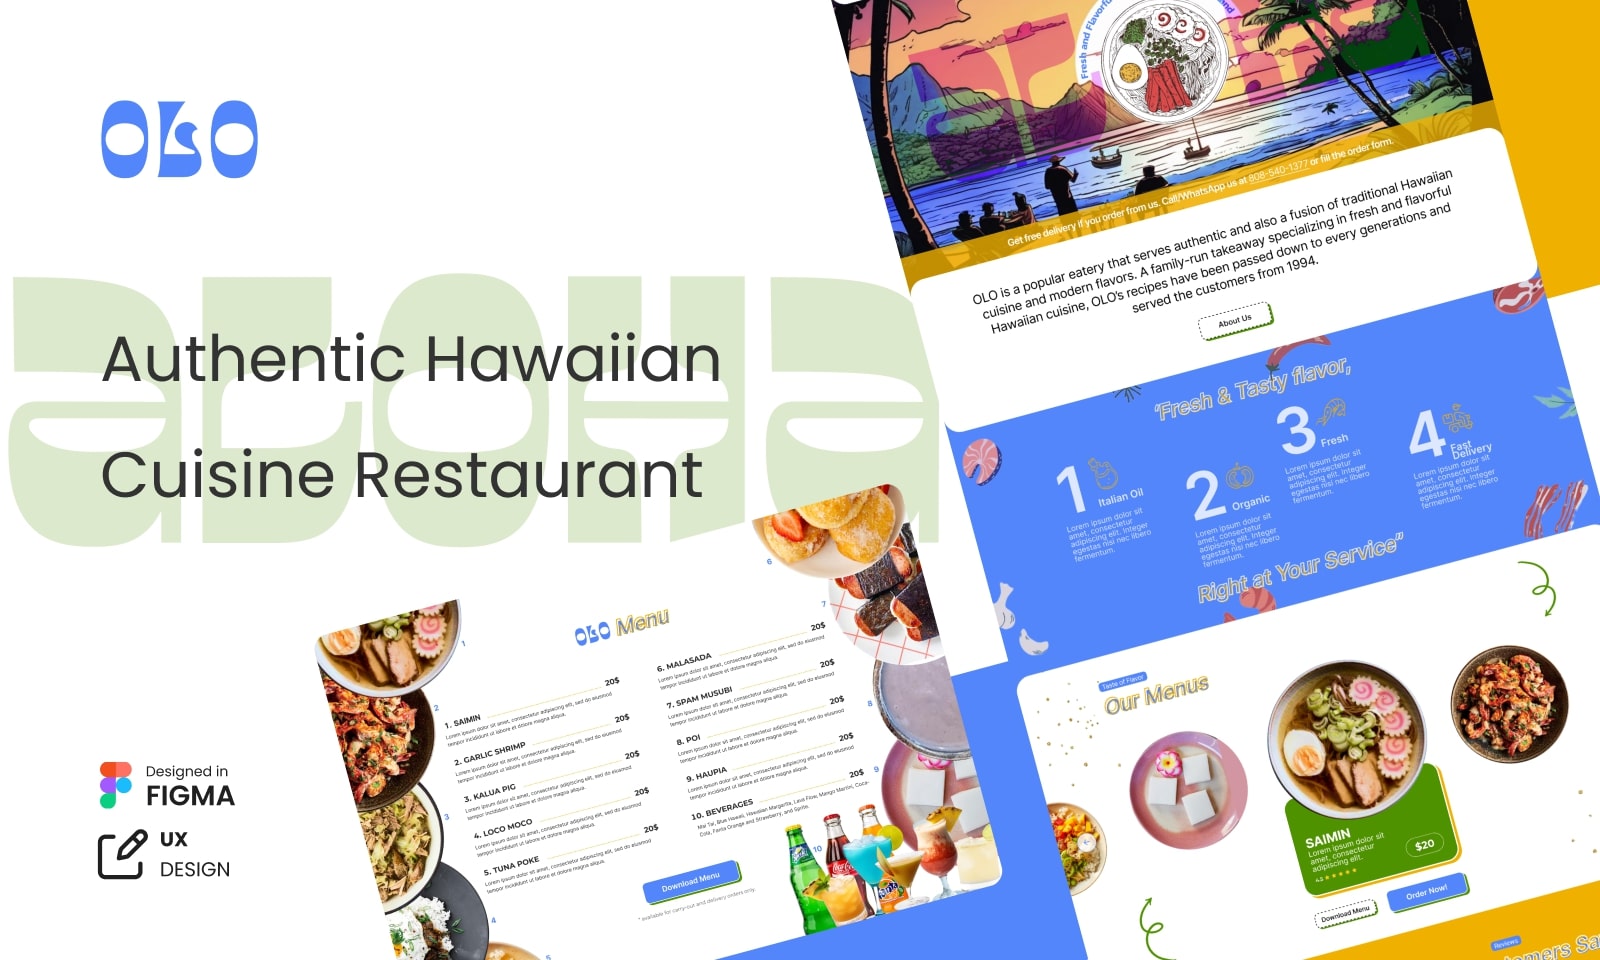 OLO
ALOHA
Authentic Hawaiian
Cuisine Restaurant
Designed in
FIGMA
UX
DESIGN
OLO Menu
1. SAIMIN 20$
Lorem ipsum dolor sit amet, consectetur adipiscing elit, sed do eiusmod
tempor incididunt ut labore et dolore magna aliqua.
2. GARLIC SHRIMP 20$
Lorem ipsum dolor sit amet, consectetur adipiscing elit, sed do eiusmod
tempor incididunt ut labore et dolore magna aliqua.
3. KALUA PIG 20$
Lorem ipsum dolor sit amet, consectetur adipiscing elit, sed do eiusmod
tempor incididunt ut labore et dolore magna aliqua.
4. LOCO MOCO 20$
Lorem ipsum dolor sit amet, consectetur adipiscing elit, sed do eiusmod
tempor incididunt ut labore et dolore magna aliqua.
5. TUNA POKE 20$
Lorem ipsum dolor sit amet, consectetur adipiscing elit, sed do eiusmod
tempor incididunt ut labore et dolore magna aliqua.
6. MALASADA 20$
Lorem ipsum dolor sit amet, consectetur adipiscing elit, sed do eiusmod
tempor incididunt ut labore et dolore magna aliqua.
7. SPAM MUSUBI 20$
Lorem ipsum dolor sit amet, consectetur adipiscing elit, sed do eiusmod
tempor incididunt ut labore et dolore magna aliqua.
8. POI 20$
Lorem ipsum dolor sit amet, consectetur adipiscing elit, sed do eiusmod
tempor incididunt ut labore et dolore magna aliqua.
9. HAUPIA 20$
Lorem ipsum dolor sit amet, consectetur adipiscing elit, sed do eiusmod
tempor incididunt ut labore et dolore magna aliqua.
10. BEVERAGES 20$
Mai Tai, Blue Hawaii, Hawaiian Margarita, Lava Flow, Mango Martini, Coca-
Cola, Fanta Orange and Strawberry, and Sprite.
Download Menu
* available for carry-out and delivery orders only.
1
2
3
4
5
6
7
8
9
10
Fresh and Flavorful
Get free delivery if you order from us. Call/WhatsApp us at 808-540-1377 or fill the order form.
OLO is a popular eatery that serves authentic and also a fusion of traditional Hawaiian
cuisine and modern flavors. A family-run takeaway specializing in fresh and flavorful
Hawaiian cuisine, OLO's recipes have been passed down to every generations and
served the customers from 1994.
About Us
'Fresh & Tasty flavor,
1 Italian Oil
Lorem ipsum dolor sit
amet, consectetur
adipiscing elit. Integer
egestas nisi nec libero
fermentum.
2 Organic
Lorem ipsum dolor sit
amet, consectetur
adipiscing elit. Integer
egestas nisi nec libero
fermentum.
3 Fresh
Lorem ipsum dolor sit
amet, consectetur
adipiscing elit. Integer
egestas nisi nec libero
fermentum.
4 Fast
Delivery
Lorem ipsum dolor sit
amet, consectetur
adipiscing elit. Integer
egestas nisi nec libero
fermentum.
Right at Your Service"
Taste of Flavor
Our Menus
SAIMIN
Lorem ipsum dolor sit
amet, consectetur
adipiscing elit.
$20
Download Menu
Order Now!
Reviews